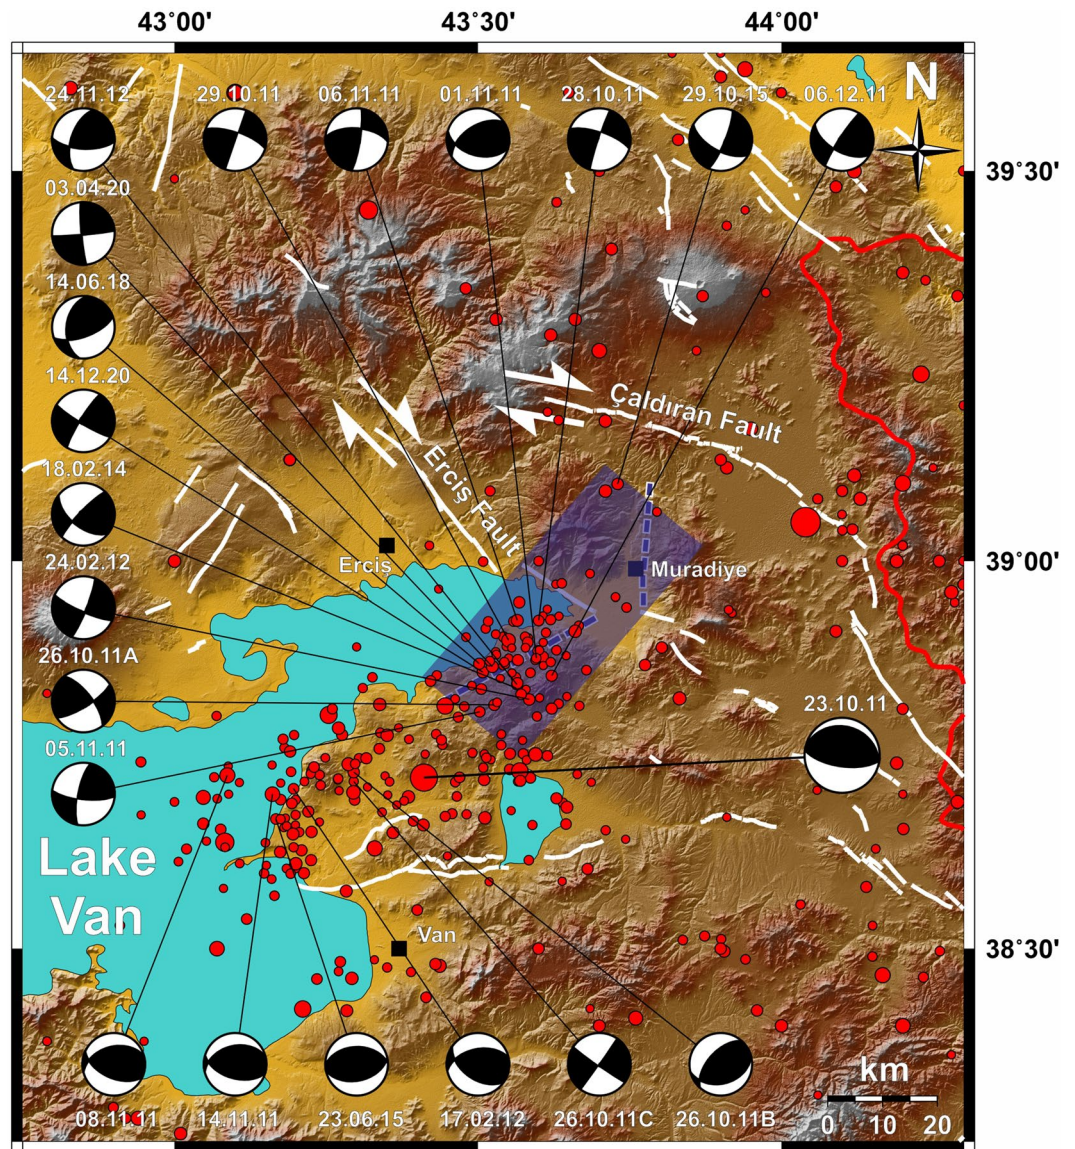 43°00'
43°30'
44°00'
24.11.12
29.10.11
06.11.11
01.11.11
28.10.11
29.10.15
06.12.11
N
39°30'
03.04.20
14.06.18
14.12.20
Çaldıran Fault
Erciş Fault
18.02.14
24.02.12
Ercis
39°00'
Muradiye
26.10.11A
23.10.11
05.11.11
Lake
Van
Van
38°30'
km
0 10 20
08.11.11
14.11.11
23.06.15
17.02.12
26.10.11C
26.10.11B